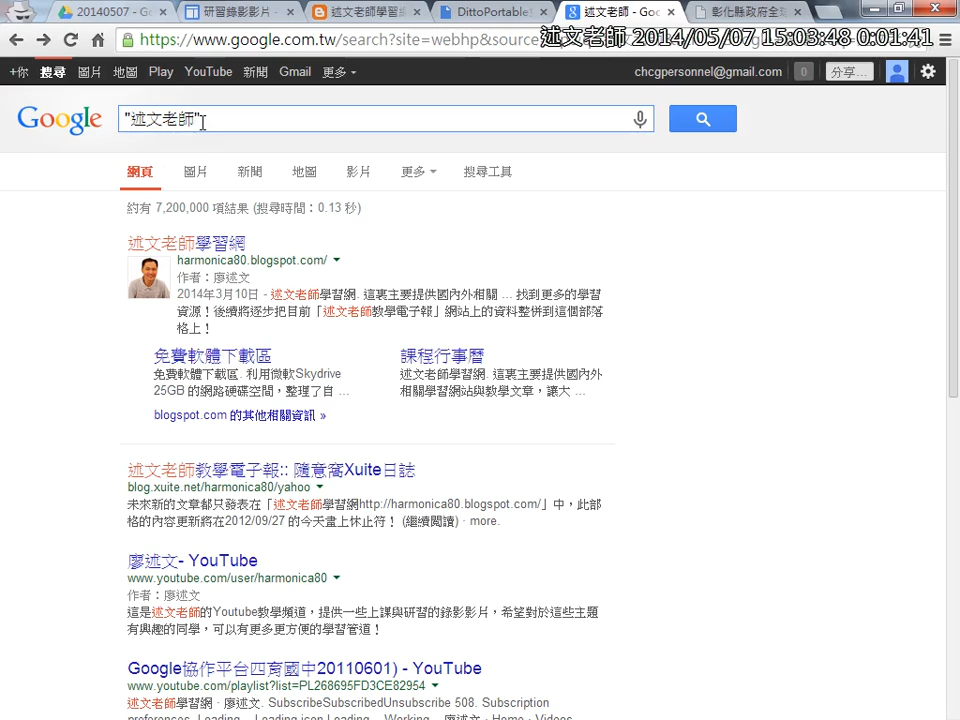 20140507 - Go
研習錄影影片 -
述文老師學習網
DittoPortable
述文老師 - Goo
彰化縣政府全球
https://www.google.com.tw/search?site=webhp&source
述文老師 2014/05/07 15:03:48 0:01:41
+你 搜尋 圖片 地圖 Play YouTube 新聞 Gmail 更多
chcgpersonnel@gmail.com 0 分享...
Google "述文老師"
網頁 圖片 新聞 地圖 影片 更多 搜尋工具
約有 7,200,000 項結果 (搜尋時間：0.13 秒)
述文老師學習網
harmonica80.blogspot.com/
作者：廖述文
2014年3月10日 - 述文老師學習網. 這裏主要提供國內外相關 ... 找到更多的學習
資源！後續將逐步把目前「述文老師教學電子報」網站上的資料整併到這個部落
格上！
免費軟體下載區
免費軟體下載區. 利用微軟Skydrive
25GB 的網路硬碟空間，整理了自 ...
課程行事曆
述文老師學習網. 這裏主要提供國內外
相關學習網站與教學文章，讓大 ...
blogspot.com 的其他相關資訊 »
述文老師教學電子報:: 隨意窩Xuite日誌
blog.xuite.net/harmonica80/yahoo
未來新的文章都只發表在「述文老師學習網http://harmonica80.blogspot.com/」中，此部
格的內容更新將在2012/09/27 的今天畫上休止符！ (繼續閱讀) · more.
廖述文- YouTube
www.youtube.com/user/harmonica80
作者：廖述文
這是述文老師的Youtube教學頻道，提供一些上課與研習的錄影影片，希望對於這些主題
有興趣的同學，可以有更多更方便的學習管道！
Google協作平台四育國中20110601) - YouTube
www.youtube.com/playlist?list=PL268695FD3CE82954
述文老師學習網 · 廖述文. SubscribeSubscribedUnsubscribe 508. Subscription
preferences. Loading... Loading icon Loading... Working... 廖述文 · Home · Videos